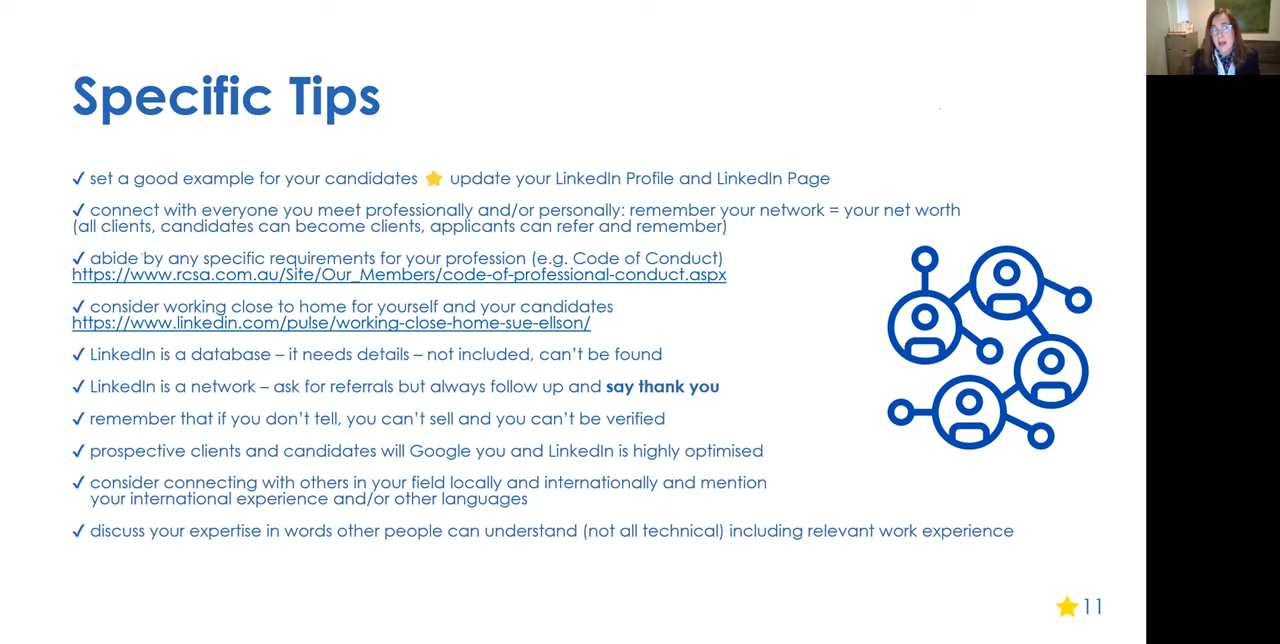 Specific Tips
✓ set a good example for your candidates ⭐ update your LinkedIn Profile and LinkedIn Page
✓ connect with everyone you meet professionally and/or personally: remember your network = your net worth
(all clients, candidates can become clients, applicants can refer and remember)
✓ abide by any specific requirements for your profession (e.g. Code of Conduct)
https://www.rcsa.com.au/Site/Our_Members/code-of-professional-conduct.aspx
✓ consider working close to home for yourself and your candidates
https://www.linkedin.com/pulse/working-close-home-sue-ellson/
✓ LinkedIn is a database – it needs details – not included, can't be found
✓ LinkedIn is a network – ask for referrals but always follow up and say thank you
✓ remember that if you don't tell, you can't sell and you can't be verified
✓ prospective clients and candidates will Google you and LinkedIn is highly optimised
✓ consider connecting with others in your field locally and internationally and mention
your international experience and/or other languages
✓ discuss your expertise in words other people can understand (not all technical) including relevant work experience
11